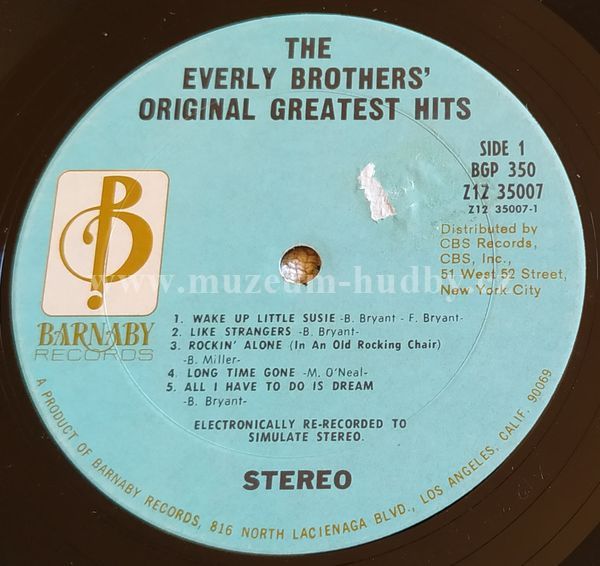 THE
EVERLY BROTHERS'
ORIGINAL GREATEST HITS
SIDE 1
BGP 350
Z1Z 35007
Z12 35007-1
Distributed by
CBS Records,
CBS, Inc.,
51 West 52 Street,
New York City
B
BARNABY
RECORDS
www.muzeum-hudby.
1. WAKE UP LITTLE SUSIE -B. Bryant- -F. Bryant-
2. LIKE STRANGERS -B. Bryant-
3. ROCKIN' ALONE (In An Old Rocking Chair)
-B. Miller-
4. LONG TIME GONE -M. O'Neal-
5. ALL I HAVE TO DO IS DREAM
-B. Bryant-
ELECTRONICALLY RE-RECORDED TO
SIMULATE STEREO.
STEREO
A PRODUCT OF BARNABY RECORDS, 816 NORTH LACIENAGA BLVD., LOS ANGELES, CALIF. 90069